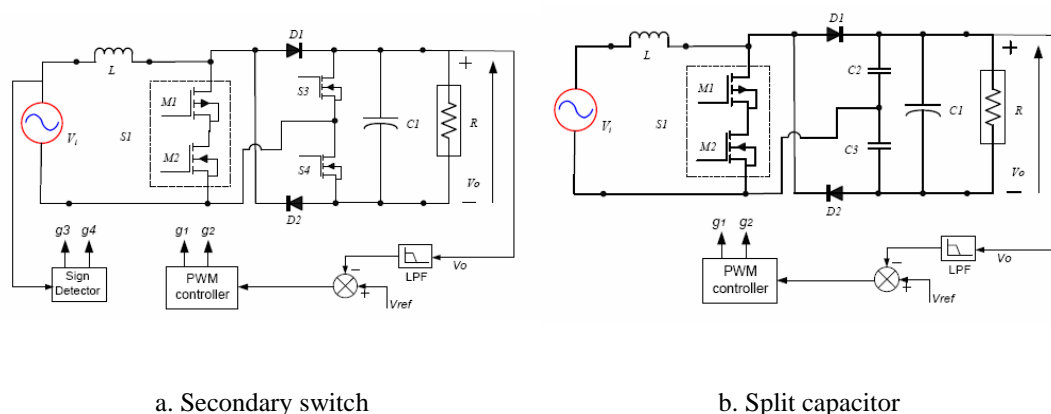 D1
L
S3
M1
S1
M2
C1
R
V_i
S4
Vo
D2
+
−
g3 g4
g1 g2
Sign
Detector
PWM
controller
LPF
Vo
−
+
Vref
a. Secondary switch
D1
L
C2
M1
S1
M2
C1
R
V_i
C3
Vo
D2
+
−
g1 g2
PWM
controller
LPF
Vo
−
+
Vref
b. Split capacitor